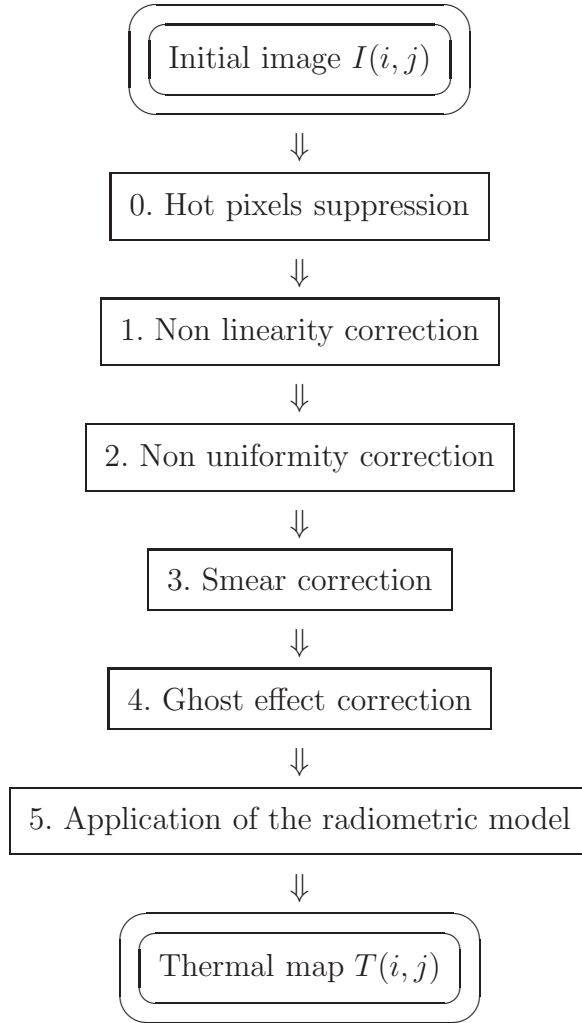 Initial image I(i, j)
⇓
0. Hot pixels suppression
⇓
1. Non linearity correction
⇓
2. Non uniformity correction
⇓
3. Smear correction
⇓
4. Ghost effect correction
⇓
5. Application of the radiometric model
⇓
Thermal map T(i, j)